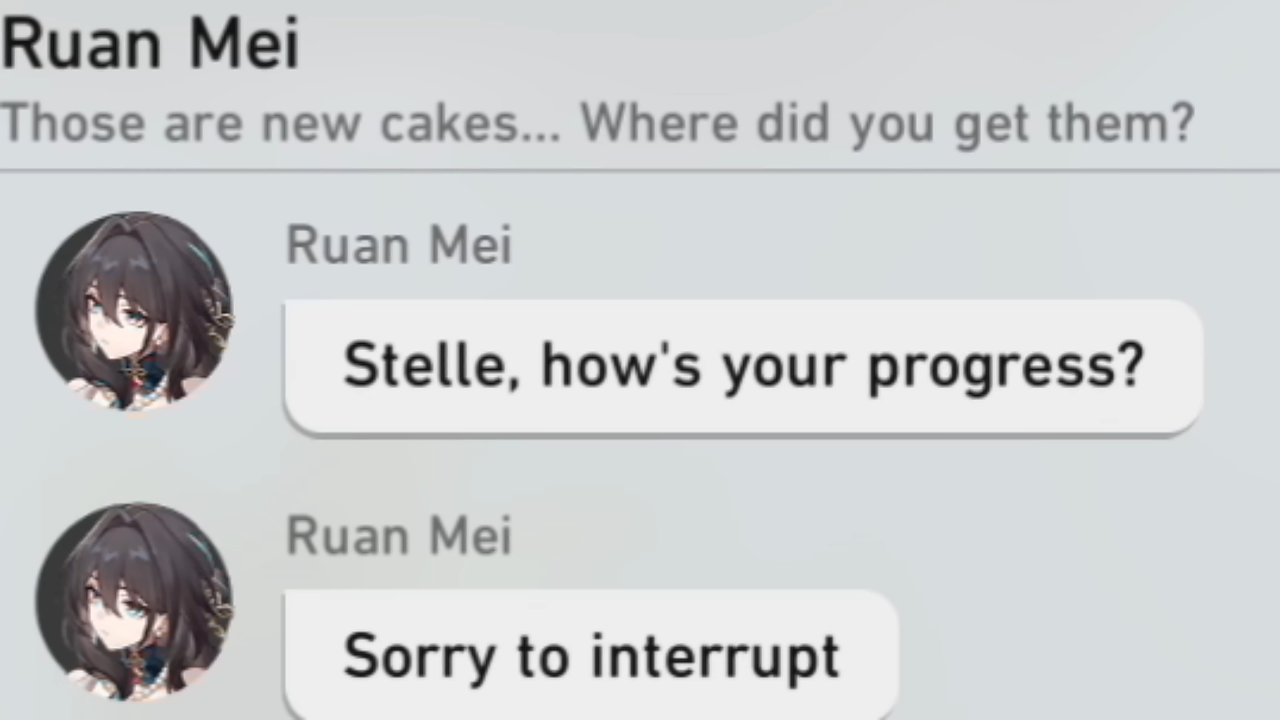 Ruan Mei
Those are new cakes... Where did you get them?
Ruan Mei
Stelle, how's your progress?
Ruan Mei
Sorry to interrupt